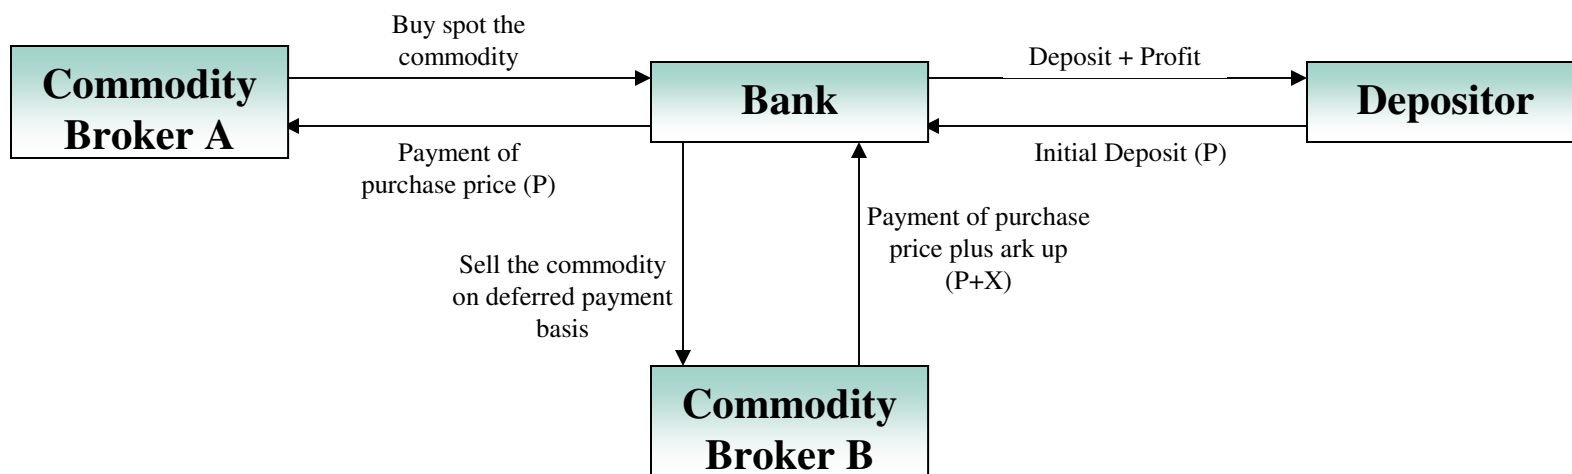 Buy spot the
commodity
Commodity
Broker A
Bank
Deposit + Profit
Depositor
Payment of
purchase price (P)
Initial Deposit (P)
Payment of purchase
price plus ark up
(P+X)
Sell the commodity
on deferred payment
basis
Commodity
Broker B